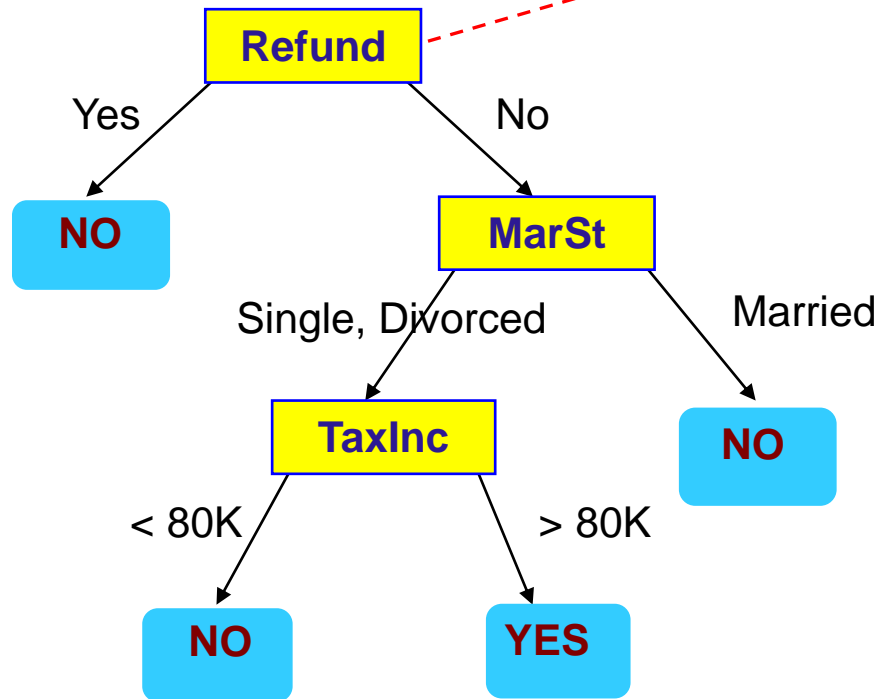 Refund
Yes
No
NO
MarSt
Single, Divorced
Married
TaxInc
NO
< 80K
> 80K
NO
YES